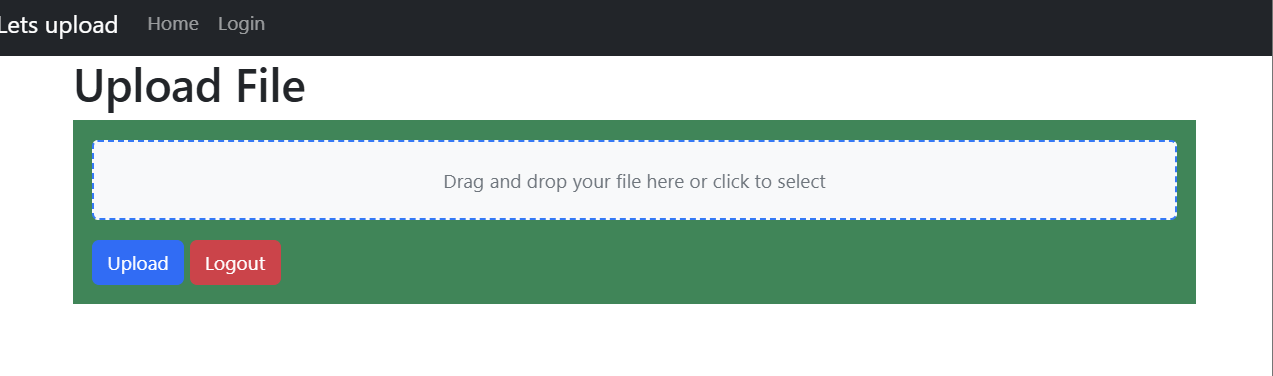 Lets upload Home Login
Upload File
Drag and drop your file here or click to select
Upload Logout